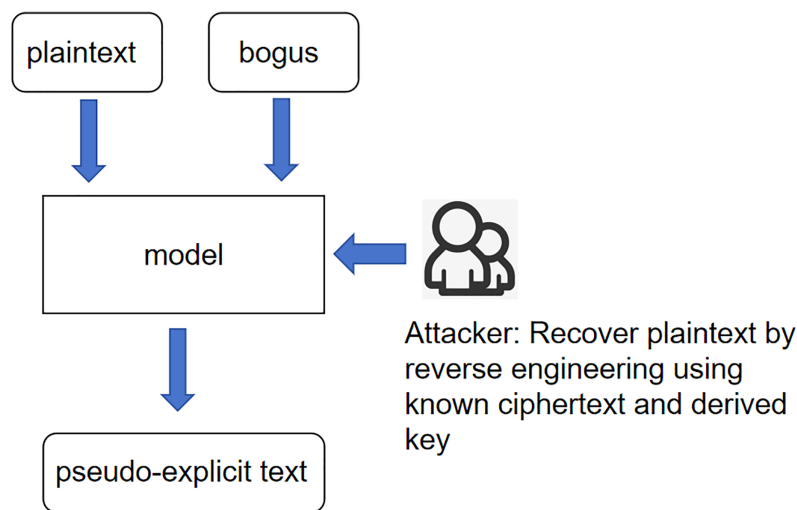 plaintext
bogus
model
Attacker: Recover plaintext by
reverse engineering using
known ciphertext and derived
key
pseudo-explicit text